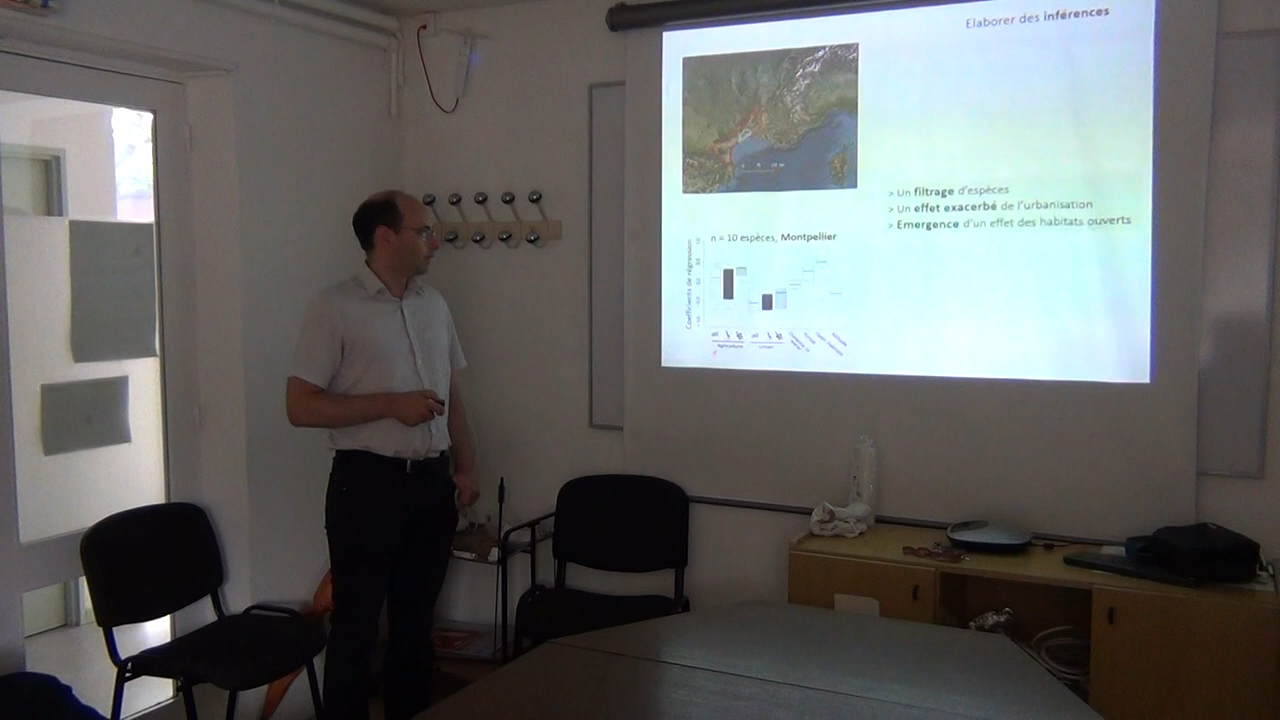 Elaborer des inférences
> Un filtrage d'espèces
> Un effet exacerbé de l'urbanisation
> Emergence d'un effet des habitats ouverts
n = 10 espèces, Montpellier
Coefficients de régression